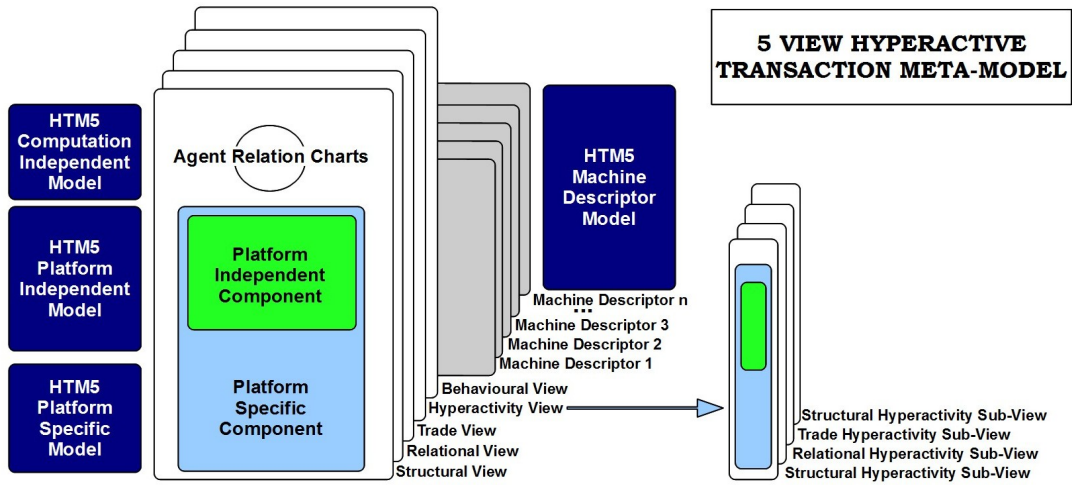 5 VIEW HYPERACTIVE
TRANSACTION META-MODEL
HTM5
Computation
Independent
Model
HTM5
Platform
Independent
Model
HTM5
Platform
Specific
Model
Agent Relation Charts
Platform
Independent
Component
Platform
Specific
Component
HTM5
Machine
Descriptor
Model
Machine Descriptor n
...
Machine Descriptor 3
Machine Descriptor 2
Machine Descriptor 1
Behavioural View
Hyperactivity View
Trade View
Relational View
Structural View
Structural Hyperactivity Sub-View
Trade Hyperactivity Sub-View
Relational Hyperactivity Sub-View
Structural Hyperactivity Sub-View